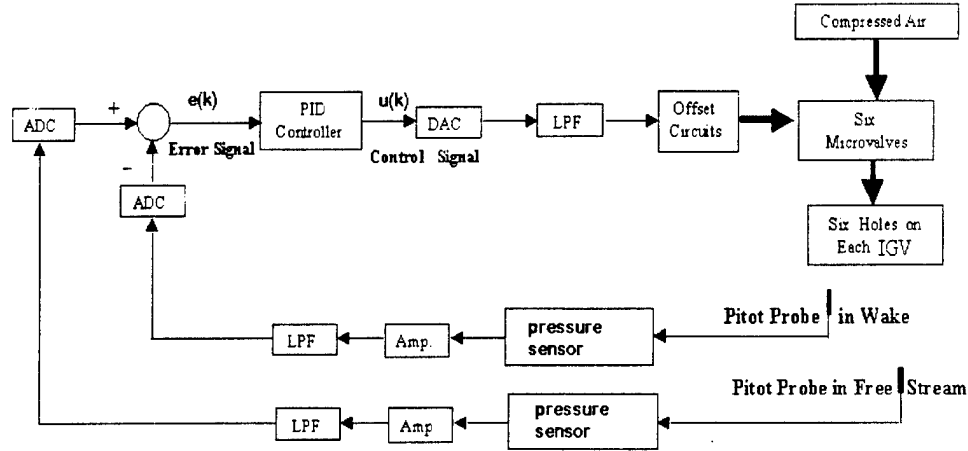 Compressed Air
ADC
+
e(k)
Error Signal
PID
Controller
u(k)
Control Signal
DAC
LPF
Offset
Circuits
Six
Microvalves
−
ADC
Six Holes on
Each IGV
LPF
Amp.
pressure
sensor
Pitot Probe in Wake
LPF
Amp
pressure
sensor
Pitot Probe in Free Stream